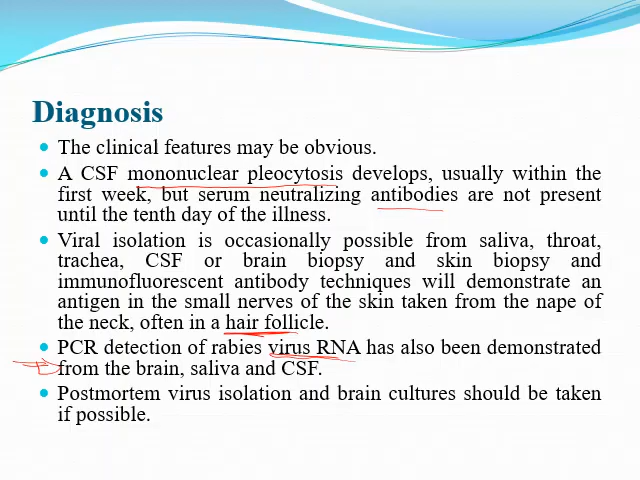 Diagnosis
The clinical features may be obvious.
A CSF mononuclear pleocytosis develops, usually within the
first week, but serum neutralizing antibodies are not present
until the tenth day of the illness.
Viral isolation is occasionally possible from saliva, throat,
trachea, CSF or brain biopsy and skin biopsy and
immunofluorescent antibody techniques will demonstrate an
antigen in the small nerves of the skin taken from the nape of
the neck, often in a hair follicle.
PCR detection of rabies virus RNA has also been demonstrated
from the brain, saliva and CSF.
Postmortem virus isolation and brain cultures should be taken
if possible.